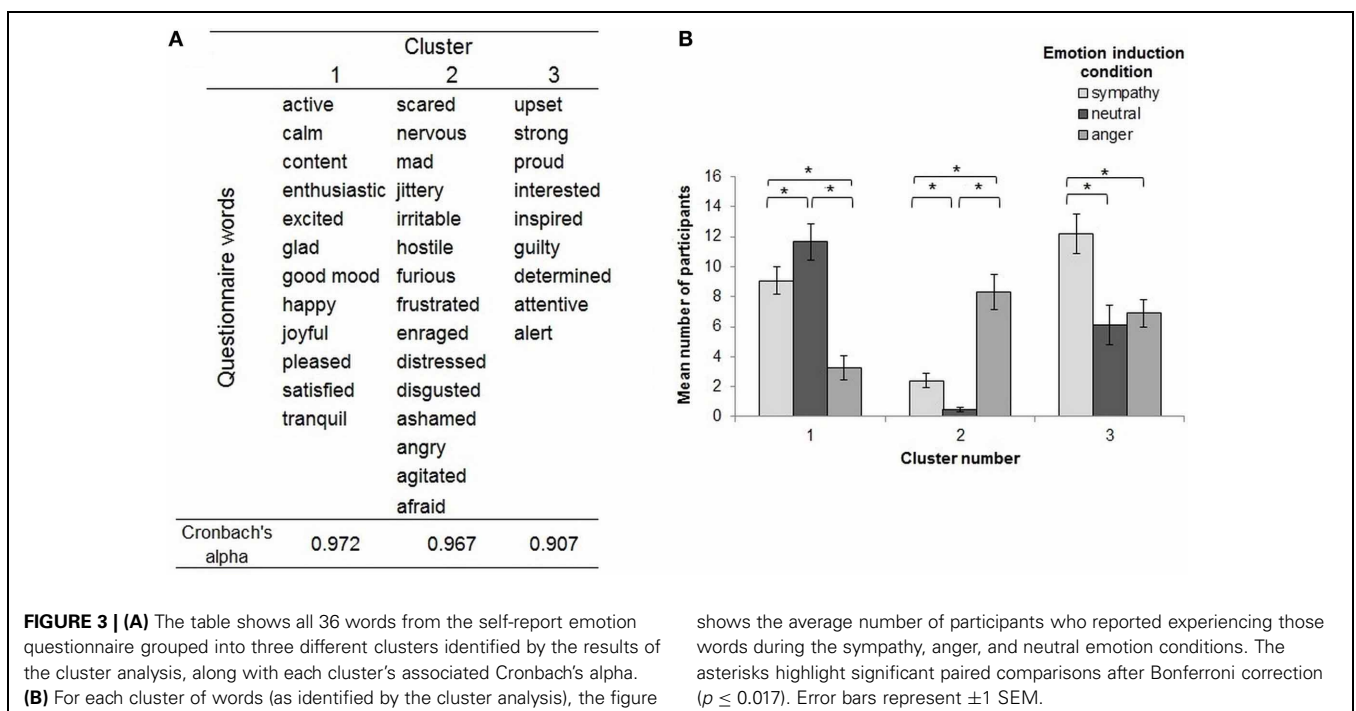 A
Cluster
1 2 3
Questionnaire words
active scared upset
calm nervous strong
content mad proud
enthusiastic jittery interested
excited irritable inspired
glad hostile guilty
good mood furious determined
happy frustrated attentive
joyful enraged alert
pleased distressed
satisfied disgusted
tranquil ashamed
angry
agitated
afraid
Cronbach's
alpha
0.972 0.967 0.907
B
Emotion induction
condition
sympathy
neutral
anger
Mean number of participants
16
14
12
10
8
6
4
2
0
* * *
* * *
* *
1 2 3
Cluster number
FIGURE 3 | (A) The table shows all 36 words from the self-report emotion
questionnaire grouped into three different clusters identified by the results of
the cluster analysis, along with each cluster's associated Cronbach's alpha.
(B) For each cluster of words (as identified by the cluster analysis), the figure
shows the average number of participants who reported experiencing those
words during the sympathy, anger, and neutral emotion conditions. The
asterisks highlight significant paired comparisons after Bonferroni correction
(p ≤ 0.017). Error bars represent ±1 SEM.